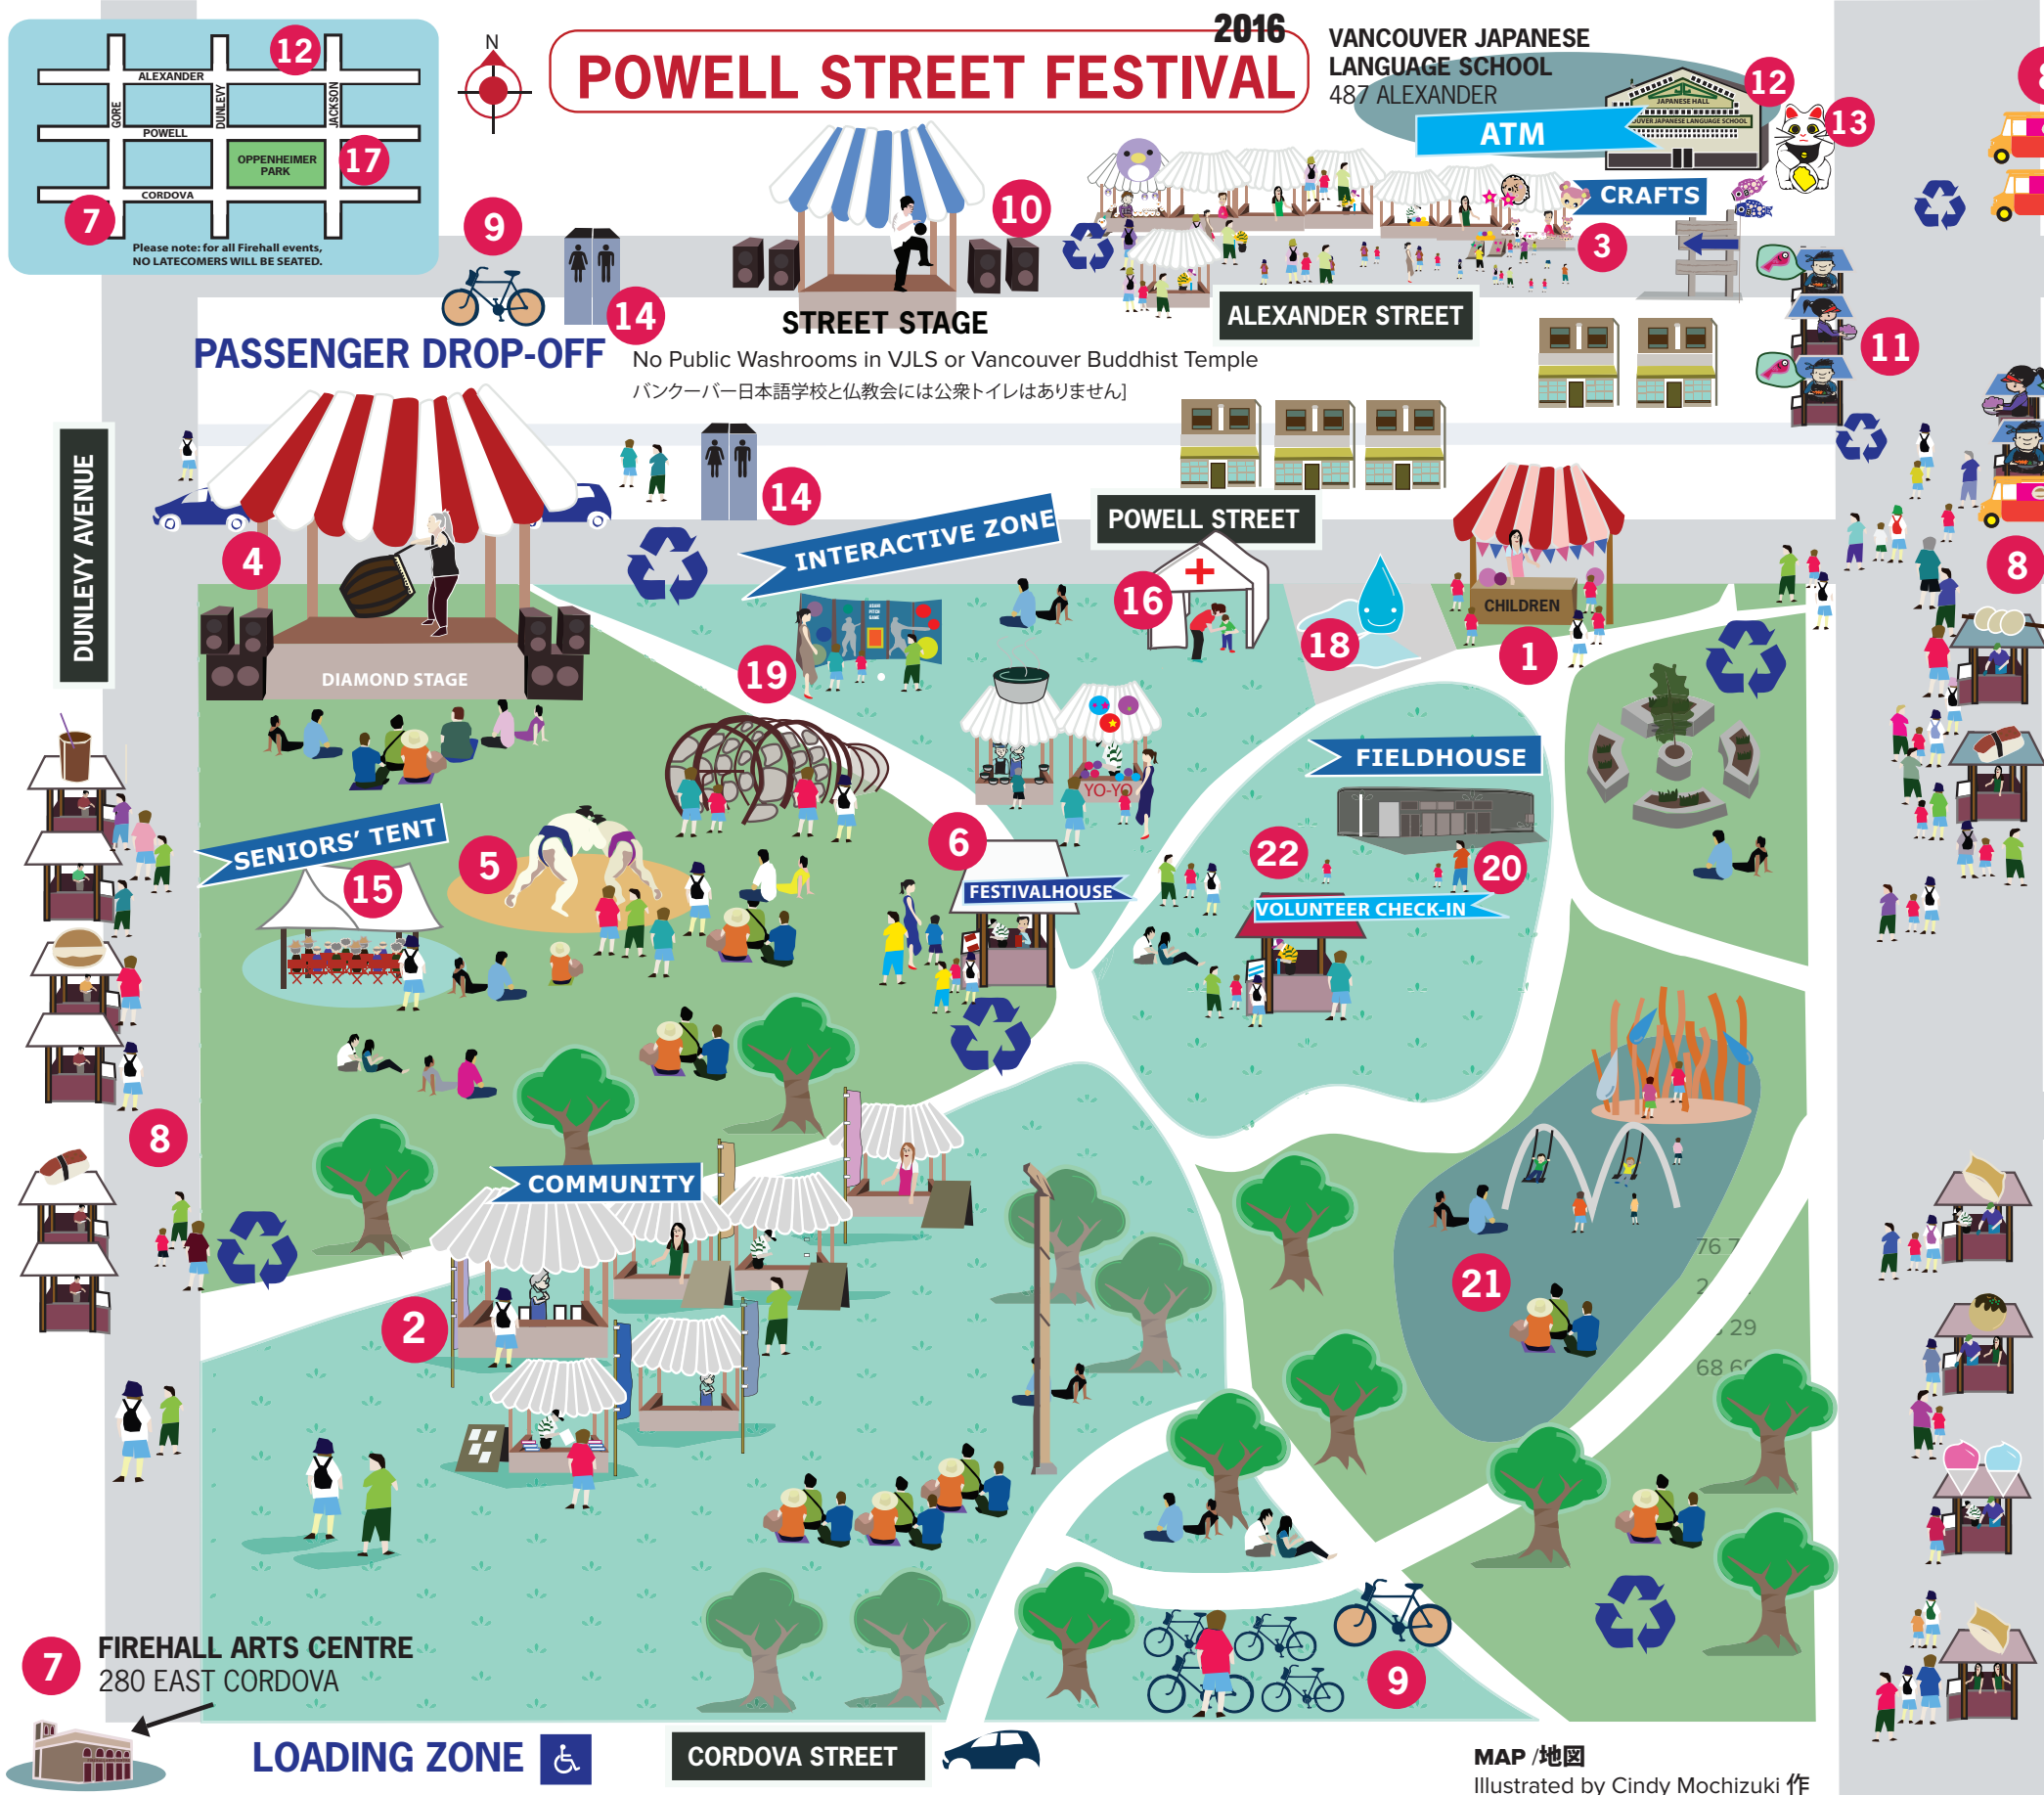 2016
POWELL STREET FESTIVAL
N
12
ALEXANDER
GORE
DUNLEVY
JACKSON
POWELL
OPPENHEIMER
PARK
17
CORDOVA
7
Please note: for all Firehall events,
NO LATECOMERS WILL BE SEATED.
VANCOUVER JAPANESE
LANGUAGE SCHOOL
487 ALEXANDER
12
JAPANESE HALL
ATM
13
CRAFTS
3
9
14
10
STREET STAGE
ALEXANDER STREET
11
PASSENGER DROP-OFF
No Public Washrooms in VJLS or Vancouver Buddhist Temple
バンクーバー日本語学校と仏教会には公衆トイレはありません]
DUNLEVY AVENUE
4
14
INTERACTIVE ZONE
POWELL STREET
8
DIAMOND STAGE
16
18
CHILDREN
1
19
YO-YO
FIELDHOUSE
SENIORS' TENT
15
5
6
FESTIVALHOUSE
22
20
VOLUNTEER CHECK-IN
8
COMMUNITY
2
21
76 7
29
68 6
7
FIREHALL ARTS CENTRE
280 EAST CORDOVA
9
LOADING ZONE
CORDOVA STREET
MAP /地図
Illustrated by Cindy Mochizuki 作